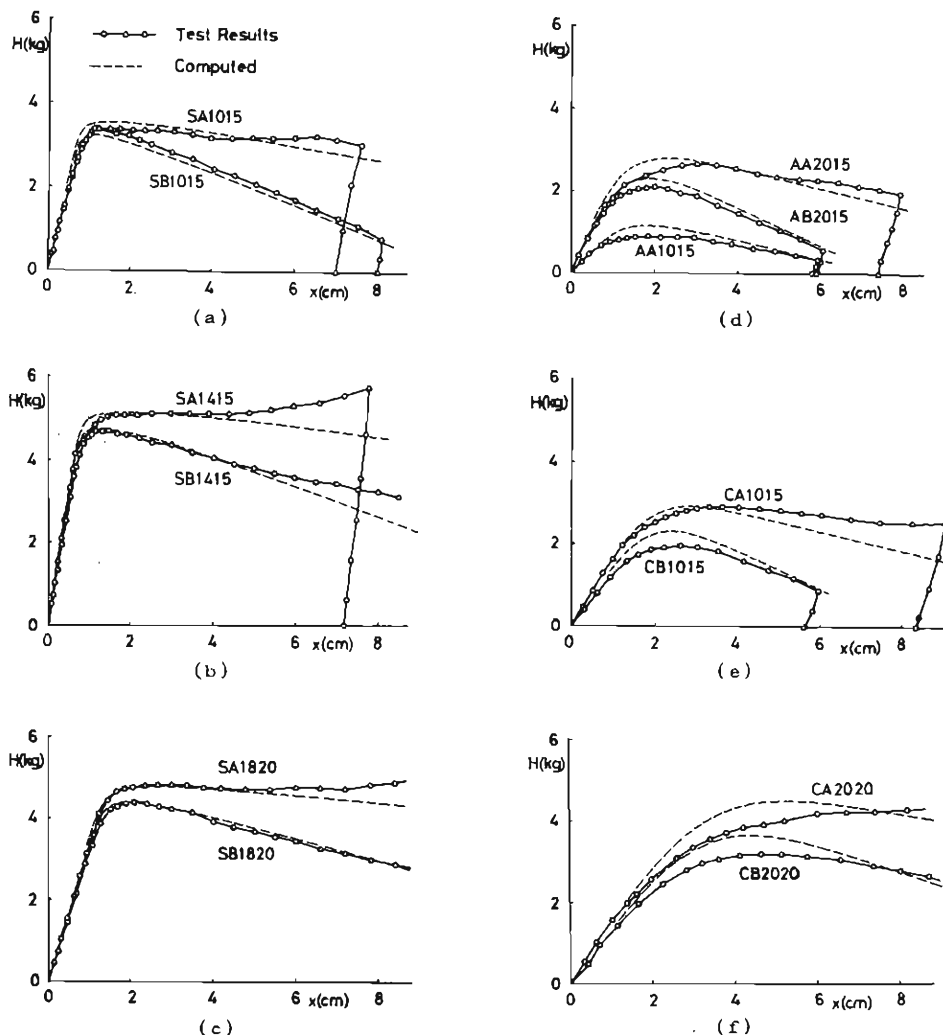 H(kg)
6
4
2
0
Test Results
Computed
SA1015
SB1015
0 2 4 6 x(cm) 8
(a)
H(kg)
6
4
2
0
AA2015
AB2015
AA1015
0 2 4 6 x(cm) 8
(d)
H(kg)
6
4
2
0
SA1415
SB1415
0 2 4 6 x(cm) 8
(b)
H(kg)
6
4
2
0
CA1015
CB1015
0 2 4 6 x(cm) 8
(e)
H(kg)
6
4
2
0
SA1820
SB1820
0 2 4 6 x(cm) 8
(c)
H(kg)
6
4
2
0
CA2020
CB2020
0 2 4 6 x(cm) 8
(f)